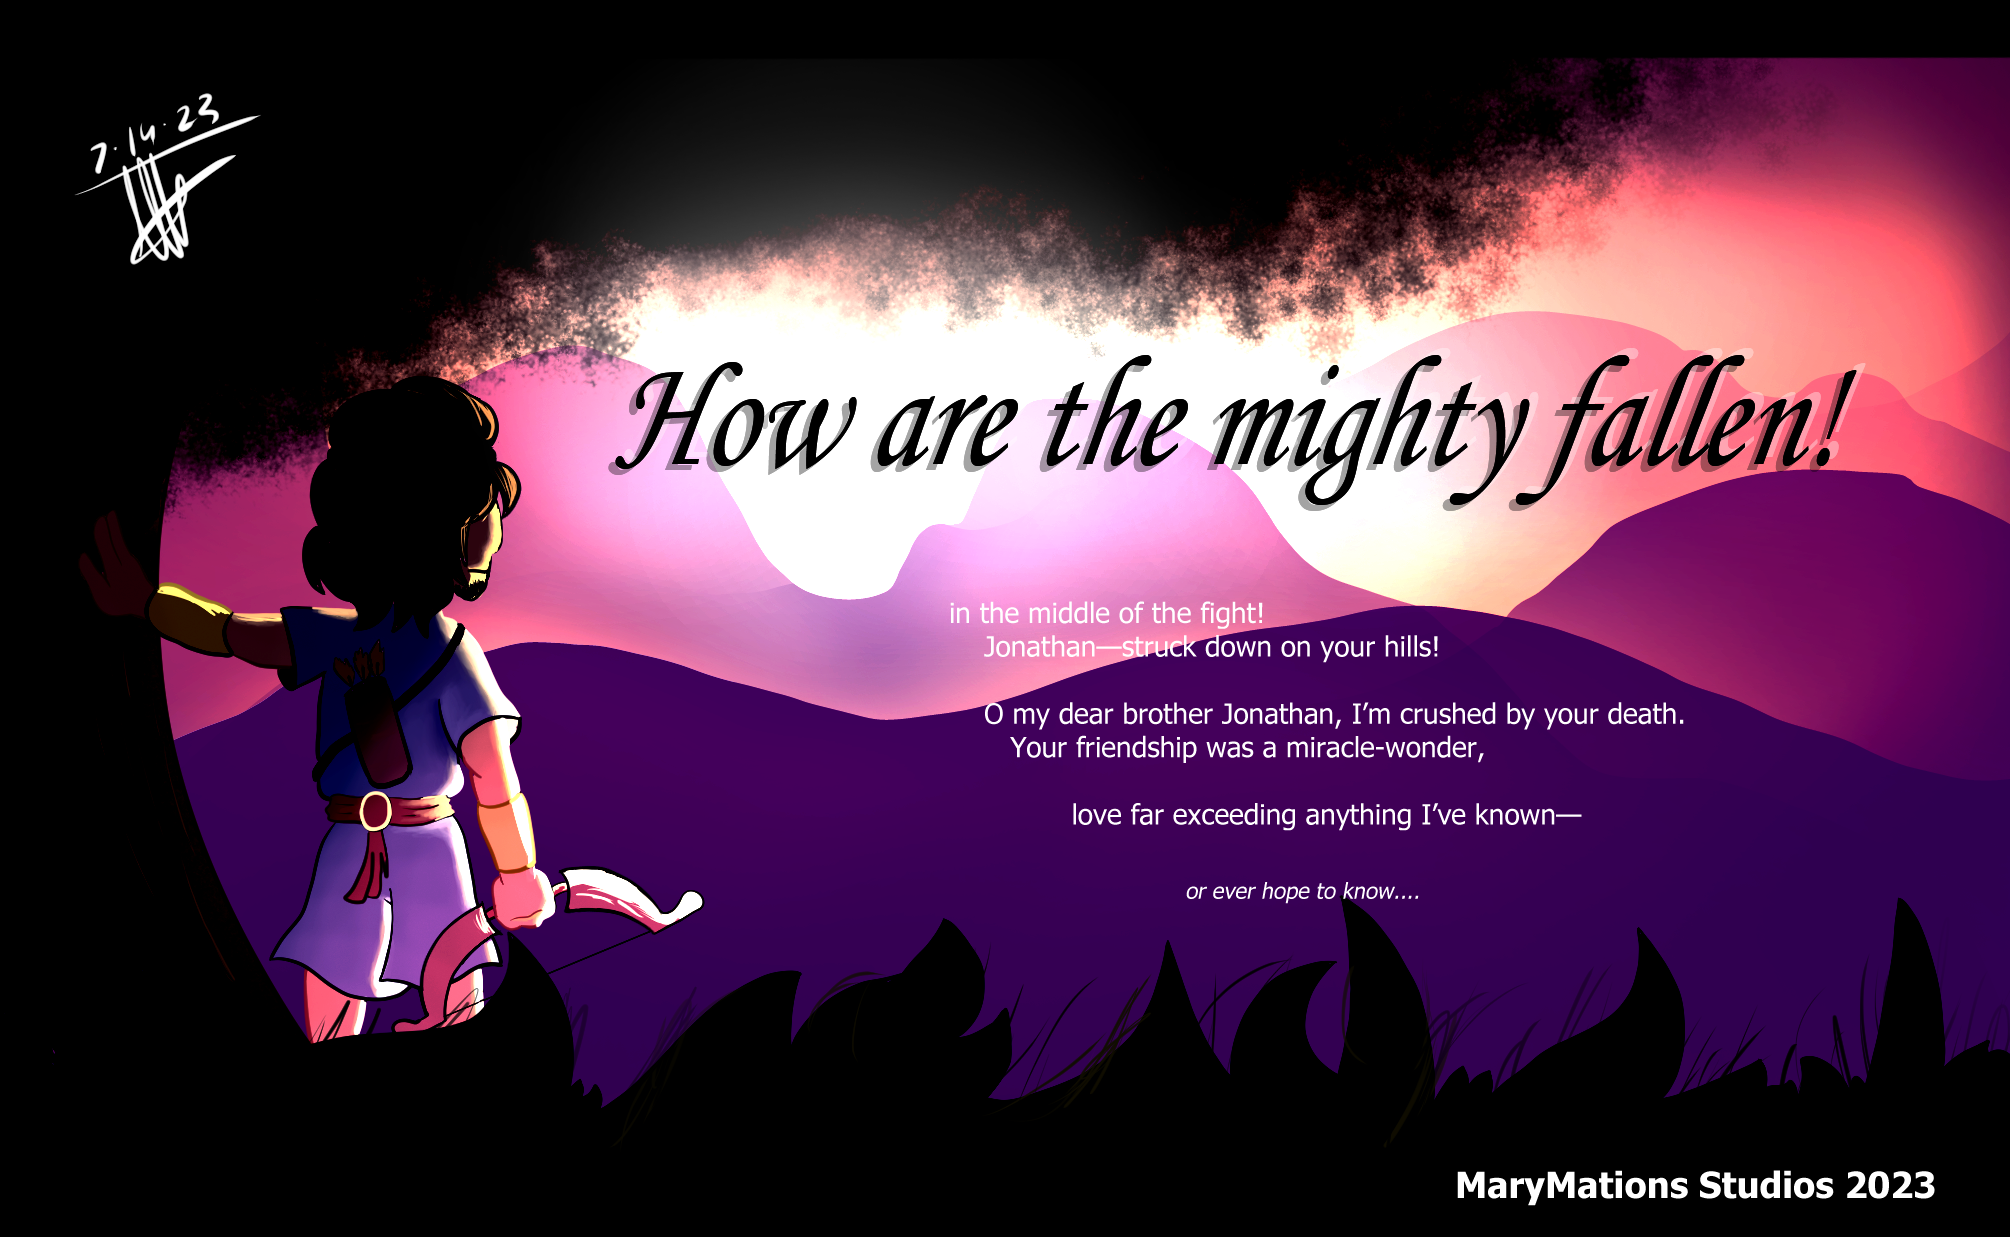 7.14.23
How are the mighty fallen!
in the middle of the fight!
Jonathan—struck down on your hills!
O my dear brother Jonathan, I’m crushed by your death.
Your friendship was a miracle-wonder,
love far exceeding anything I’ve known—
or ever hope to know....
MaryMations Studios 2023